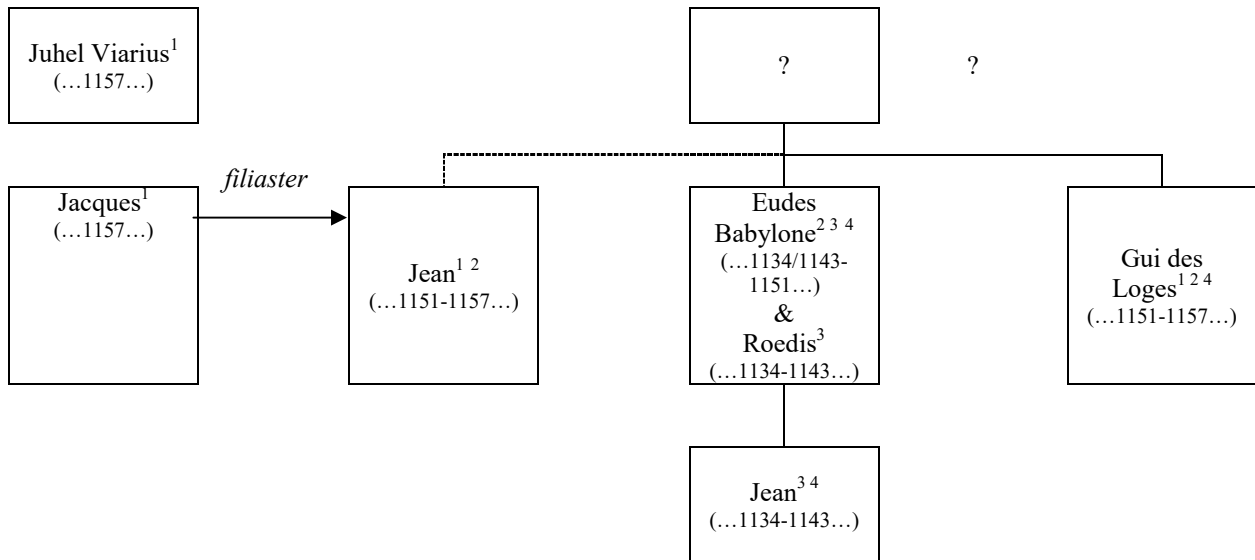 Juhel Viarius¹
(…1157…)
?
?
filiaster
Jacques¹
(…1157…)
Jean¹ ²
(…1151-1157…)
Eudes
Babylone² ³ ⁴
(…1134/1143-
1151…)
&
Roedis³
(…1134-1143…)
Gui des
Loges¹ ² ⁴
(…1151-1157…)
Jean³ ⁴
(…1134-1143…)